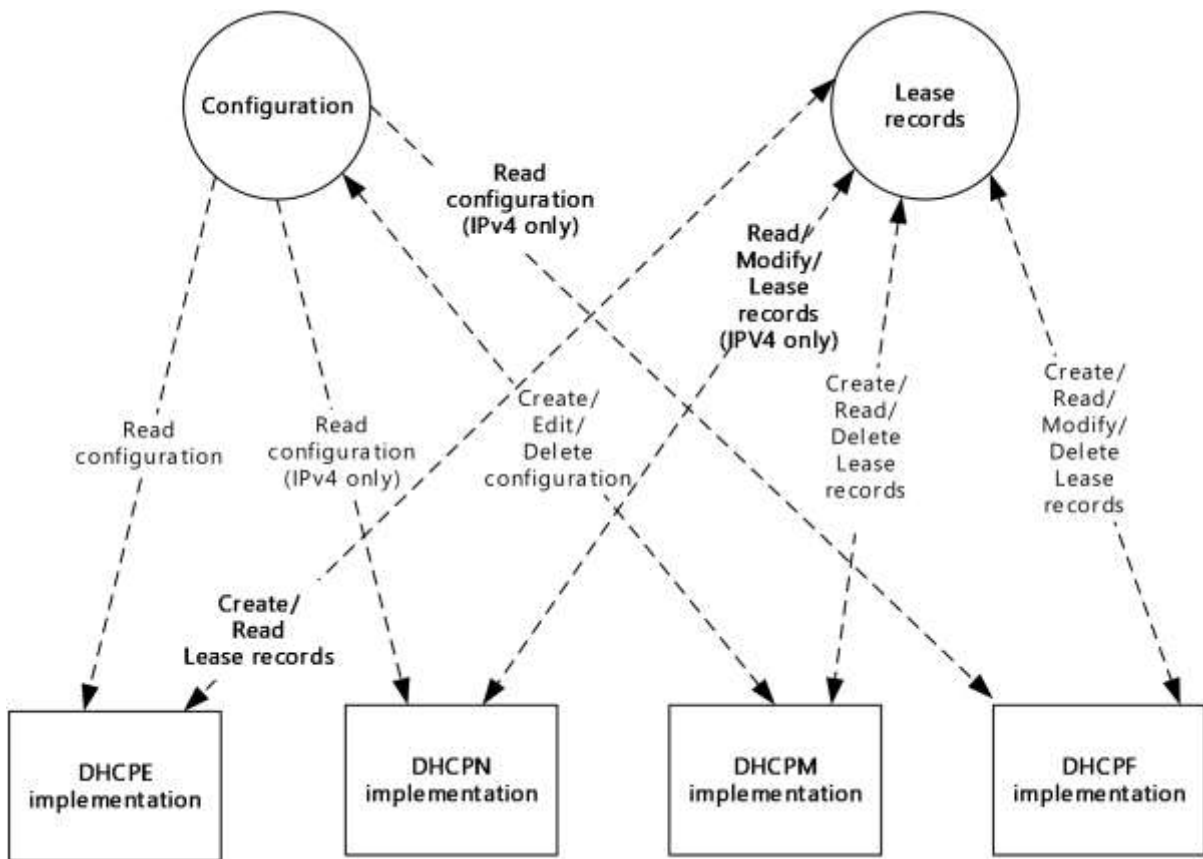 Configuration
Lease
records
Read
configuration
(IPv4 only)
Read/
Modify/
Lease
records
(IPV4 only)
Read
configuration
Read
configuration
(IPv4 only)
Create/
Edit/
Delete
configuration
Create/
Read/
Delete
Lease
records
Create/
Read/
Modify/
Delete
Lease
records
Create/
Read
Lease records
DHCPE
implementation
DHCPN
implementation
DHCPM
implementation
DHCPF
implementation